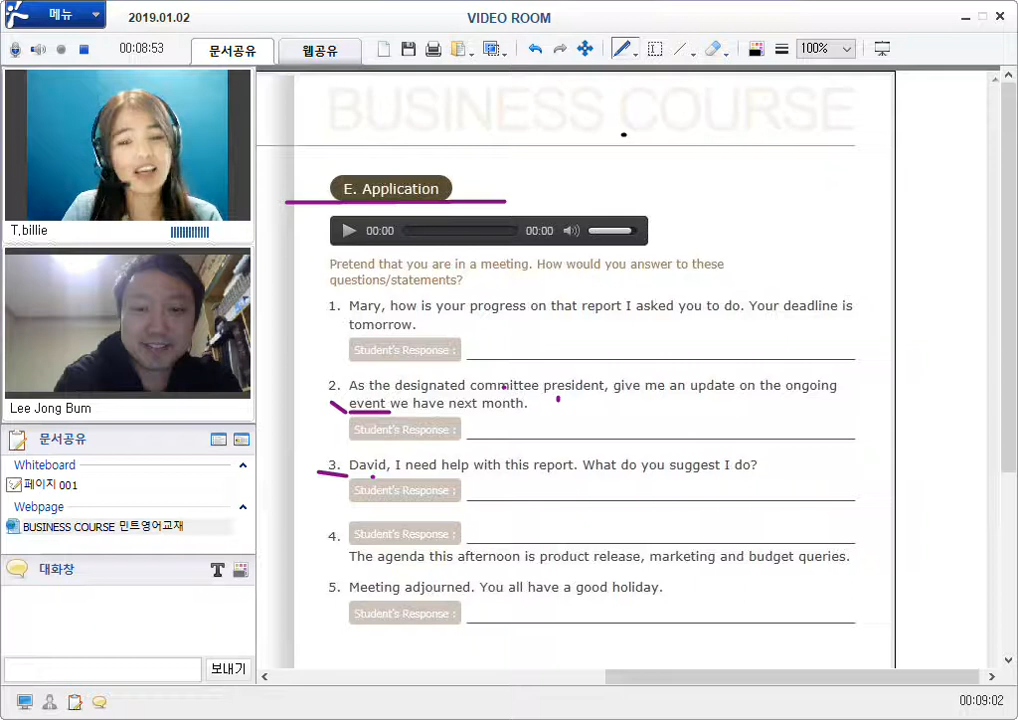 메뉴
2019.01.02
VIDEO ROOM
00:08:53
문서공유
웹공유
100%
T.billie
Lee Jong Bum
문서공유
Whiteboard
페이지 001
Webpage
BUSINESS COURSE 민트영어교재
대화창
보내기
BUSINESS COURSE
E. Application
00:00
00:00
Pretend that you are in a meeting. How would you answer to these
questions/statements?
1. Mary, how is your progress on that report I asked you to do. Your deadline is
tomorrow.
Student's Response :
2. As the designated committee president, give me an update on the ongoing
event we have next month.
Student's Response :
3. David, I need help with this report. What do you suggest I do?
Student's Response :
4. Student's Response :
The agenda this afternoon is product release, marketing and budget queries.
5. Meeting adjourned. You all have a good holiday.
Student's Response :
00:09:02